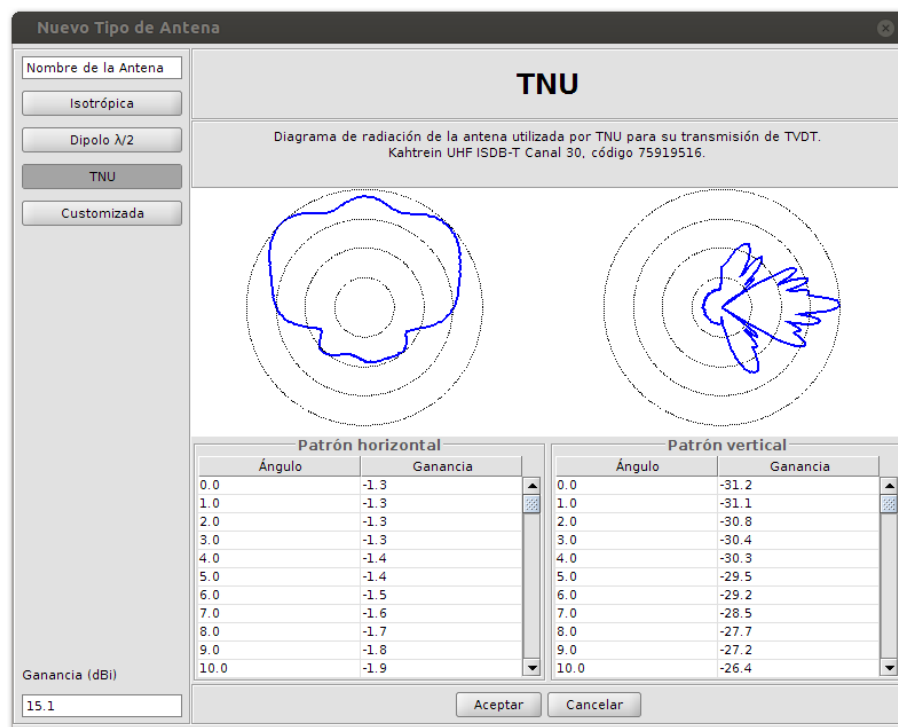 Nuevo Tipo de Antena
Nombre de la Antena
Isotrópica
Dipolo λ/2
TNU
Customizada
Ganancia (dBi)
15.1
TNU
Diagrama de radiación de la antena utilizada por TNU para su transmisión de TVDT.
Kahtrein UHF ISDB-T Canal 30, código 75919516.
Patrón horizontal
Ángulo Ganancia
0.0 -1.3
1.0 -1.3
2.0 -1.3
3.0 -1.3
4.0 -1.4
5.0 -1.4
6.0 -1.5
7.0 -1.6
8.0 -1.7
9.0 -1.8
10.0 -1.9
Patrón vertical
Ángulo Ganancia
0.0 -31.2
1.0 -31.1
2.0 -30.8
3.0 -30.4
4.0 -30.3
5.0 -29.5
6.0 -29.2
7.0 -28.5
8.0 -27.7
9.0 -27.2
10.0 -26.4
Aceptar Cancelar